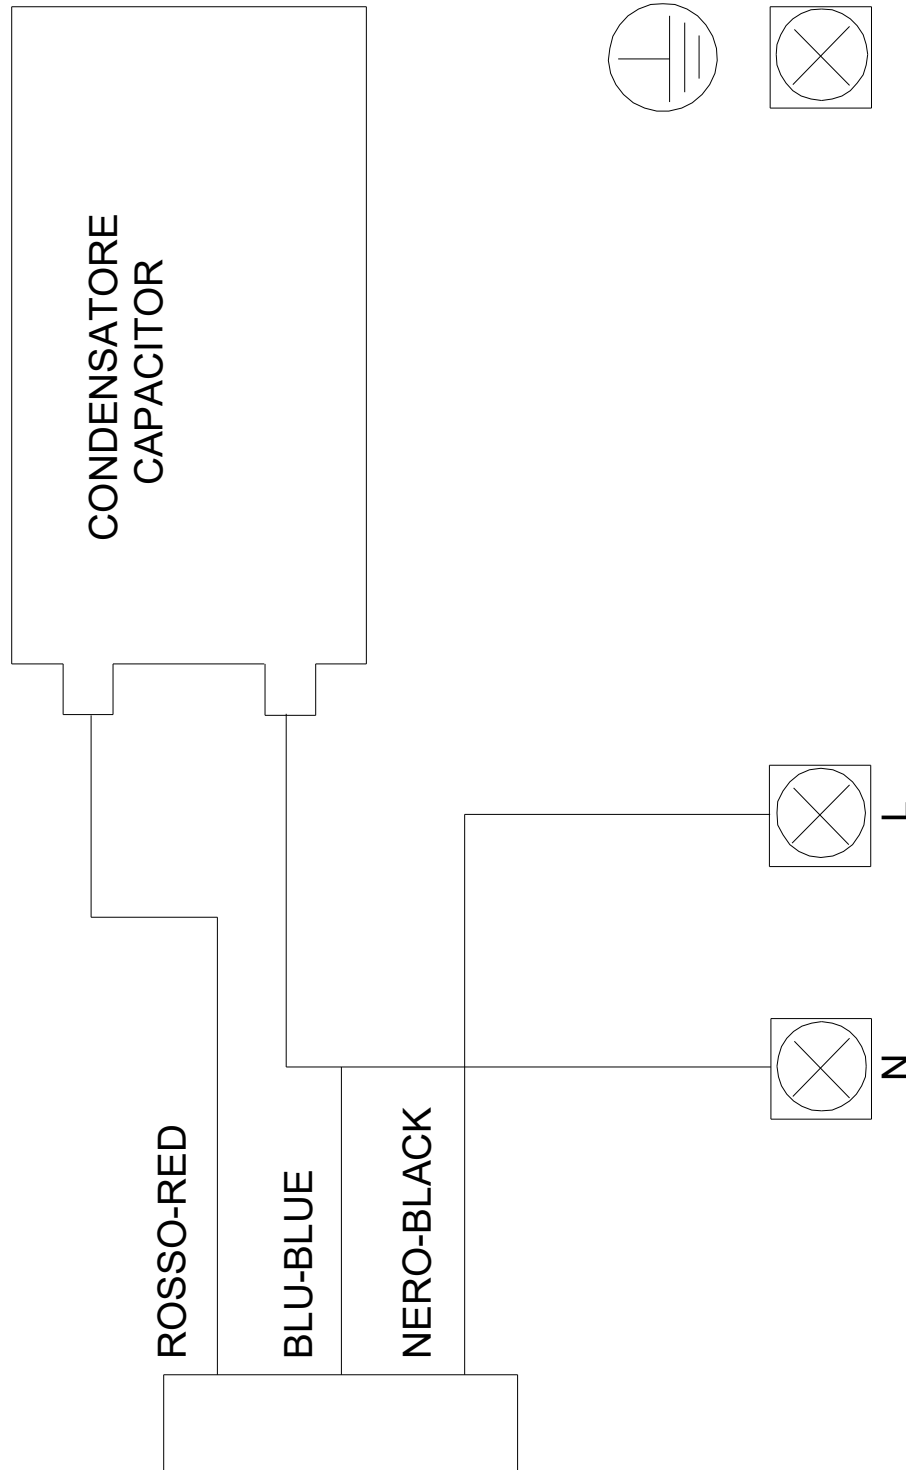 CONDENSATORE
CAPACITOR
ROSSO-RED
BLU-BLUE
NERO-BLACK
L
N